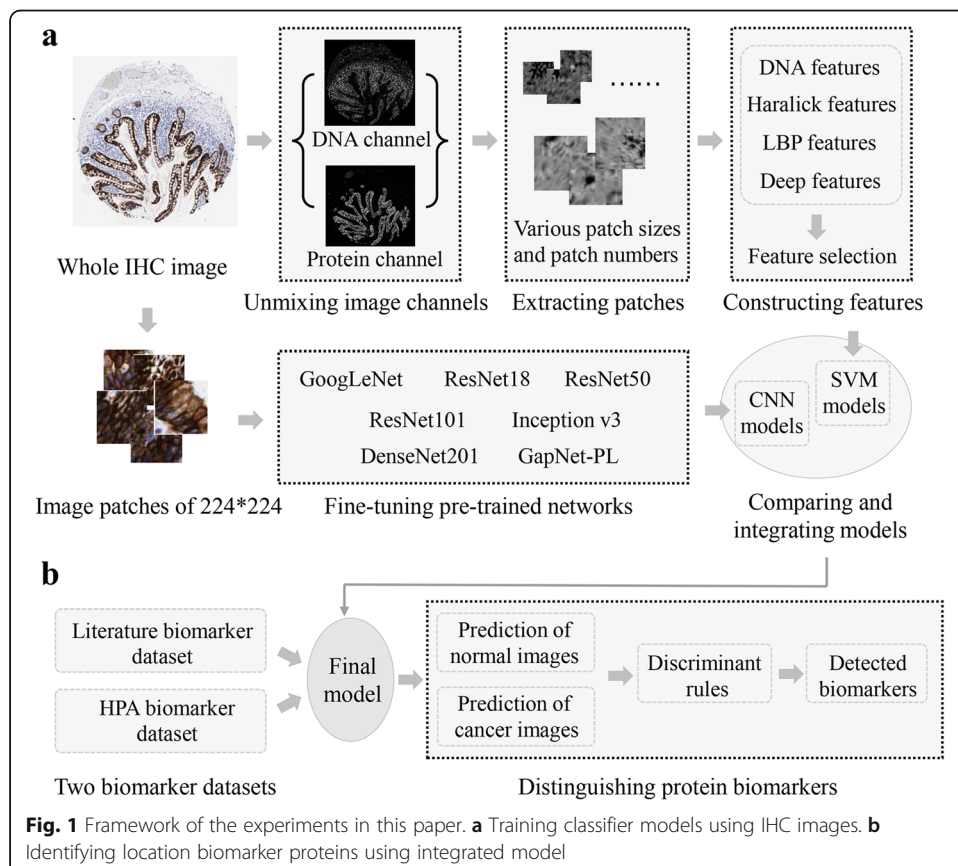 a
DNA channel
Protein channel
Whole IHC image
Unmixing image channels
......
Various patch sizes
and patch numbers
Extracting patches
DNA features
Haralick features
LBP features
Deep features
Feature selection
Constructing features
Image patches of 224*224
GoogLeNet ResNet18 ResNet50
ResNet101 Inception v3
DenseNet201 GapNet-PL
Fine-tuning pre-trained networks
CNN
models
SVM
models
Comparing and
integrating models
b
Literature biomarker
dataset
HPA biomarker
dataset
Two biomarker datasets
Final
model
Prediction of
normal images
Prediction of
cancer images
Discriminant
rules
Detected
biomarkers
Distinguishing protein biomarkers
Fig. 1 Framework of the experiments in this paper. a Training classifier models using IHC images. b
Identifying location biomarker proteins using integrated model